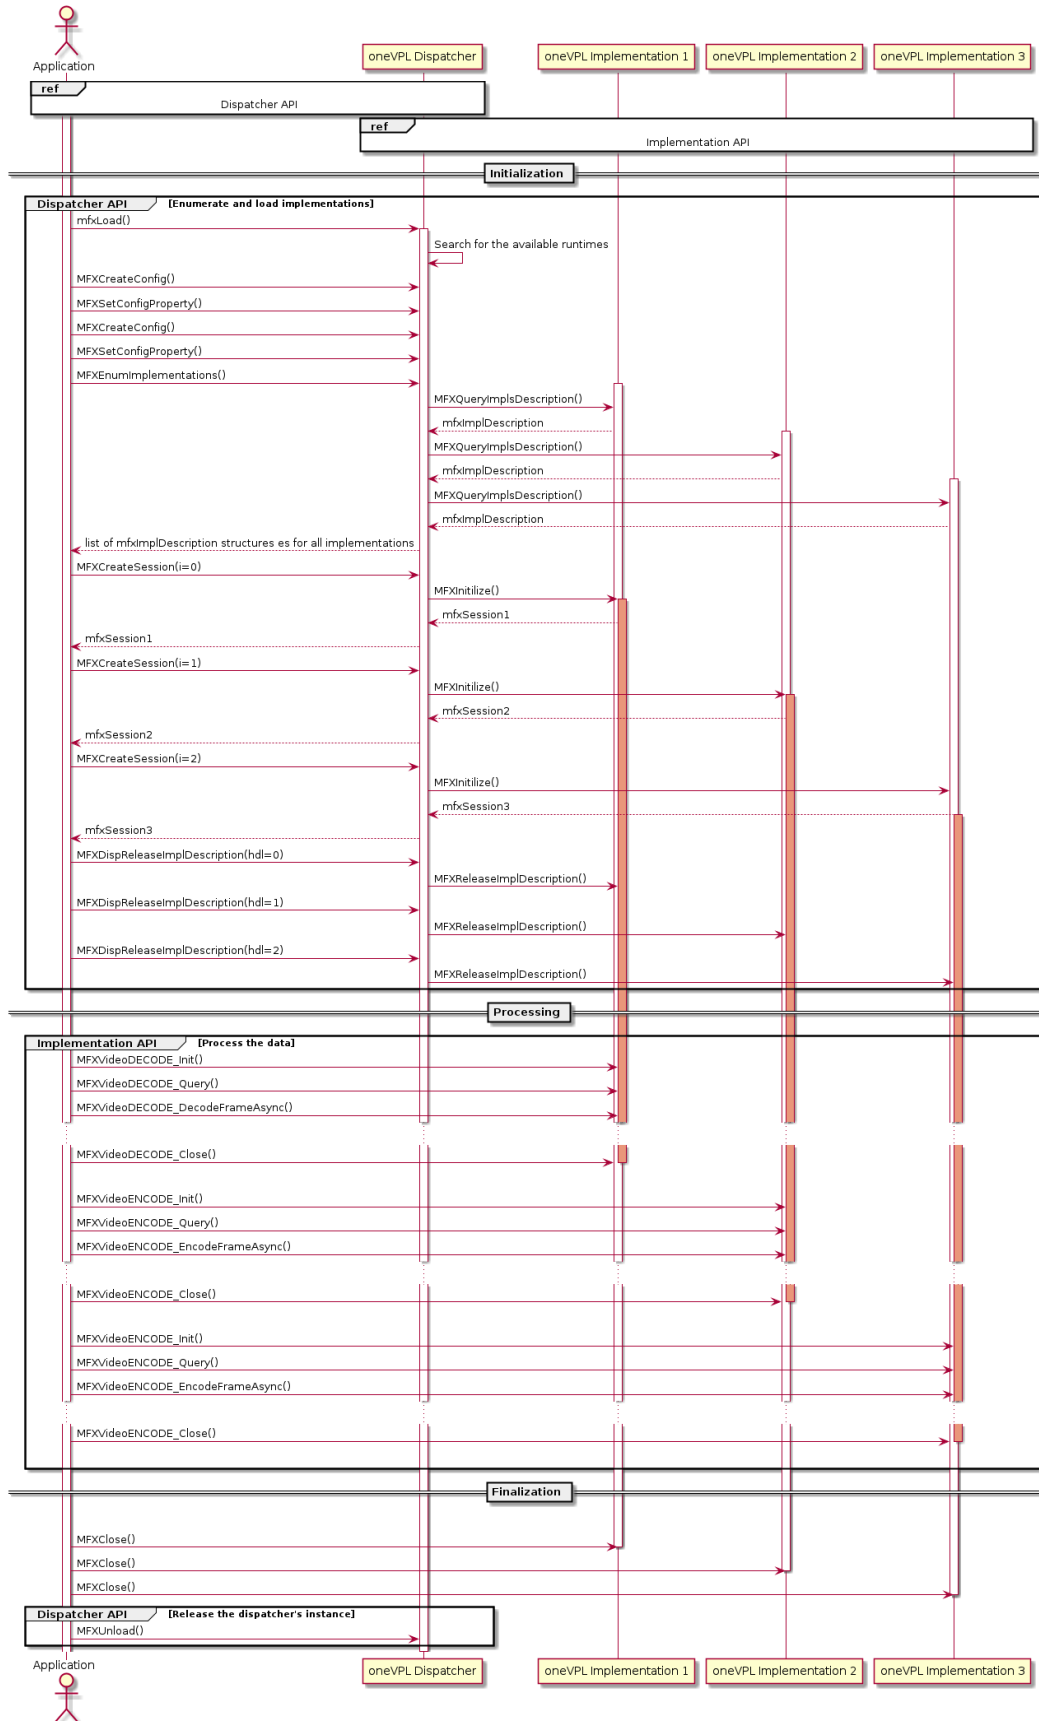 Application
oneVPL Dispatcher
oneVPL Implementation 1
oneVPL Implementation 2
oneVPL Implementation 3
ref
Dispatcher API
ref
Implementation API
Initialization
Dispatcher API [Enumerate and load implementations]
mfxLoad()
Search for the available runtimes
MFXCreateConfig()
MFXSetConfigProperty()
MFXCreateConfig()
MFXSetConfigProperty()
MFXEnumImplementations()
MFXQueryImplsDescription()
mfxImplDescription
MFXQueryImplsDescription()
mfxImplDescription
MFXQueryImplsDescription()
mfxImplDescription
list of mfxImplDescription structures es for all implementations
MFXCreateSession(i=0)
MFXInitilize()
mfxSession1
mfxSession1
MFXCreateSession(i=1)
MFXInitilize()
mfxSession2
mfxSession2
MFXCreateSession(i=2)
MFXInitilize()
mfxSession3
mfxSession3
MFXDispReleaseImplDescription(hdl=0)
MFXReleaseImplDescription()
MFXDispReleaseImplDescription(hdl=1)
MFXReleaseImplDescription()
MFXDispReleaseImplDescription(hdl=2)
MFXReleaseImplDescription()
Processing
Implementation API [Process the data]
MFXVideoDECODE_Init()
MFXVideoDECODE_Query()
MFXVideoDECODE_DecodeFrameAsync()
MFXVideoDECODE_Close()
MFXVideoENCODE_Init()
MFXVideoENCODE_Query()
MFXVideoENCODE_EncodeFrameAsync()
MFXVideoENCODE_Close()
MFXVideoENCODE_Init()
MFXVideoENCODE_Query()
MFXVideoENCODE_EncodeFrameAsync()
MFXVideoENCODE_Close()
Finalization
MFXClose()
MFXClose()
MFXClose()
Dispatcher API [Release the dispatcher's instance]
MFXUnload()
Application
oneVPL Dispatcher
oneVPL Implementation 1
oneVPL Implementation 2
oneVPL Implementation 3